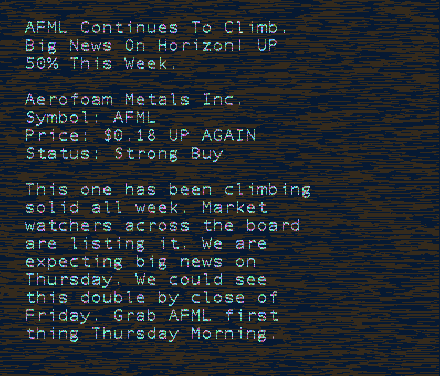 AFML Continues To Climb.
Big News On Horizon! UP
50% This Week.
Aerofoam Metals Inc.
Symbol: AFML
Price: $0.18 UP AGAIN
Status: Strong Buy
This one has been climbing
solid all week. Market
watchers across the board
are listing it. We are
expecting big news on
Thursday. We could see
this double by close of
Friday. Grab AFML first
thing Thursday Morning.